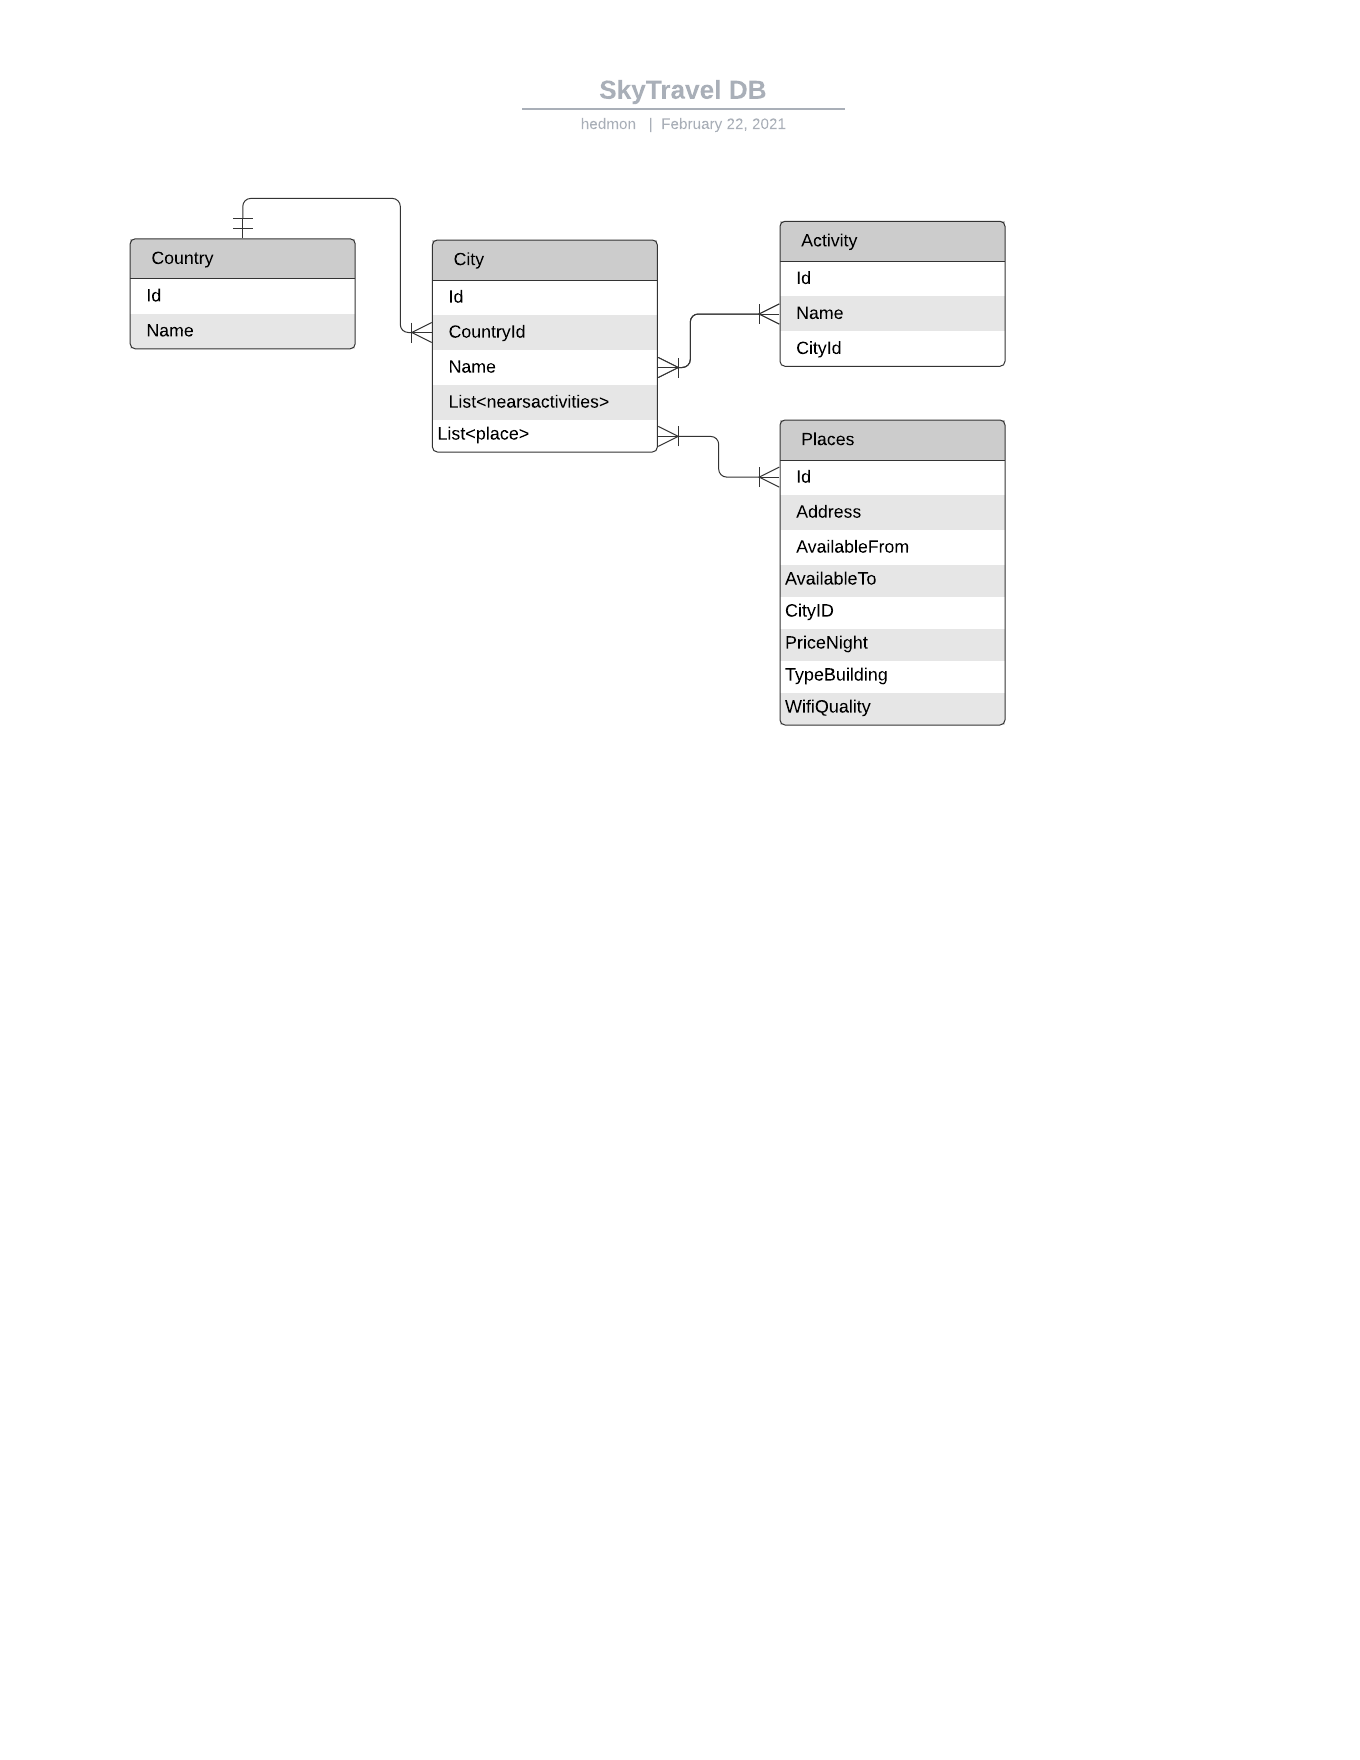 SkyTravel DB
hedmon | February 22, 2021
Country
Id
Name
City
Id
CountryId
Name
List<nearsactivities>
List<place>
Activity
Id
Name
CityId
Places
Id
Address
AvailableFrom
AvailableTo
CityID
PriceNight
TypeBuilding
WifiQuality